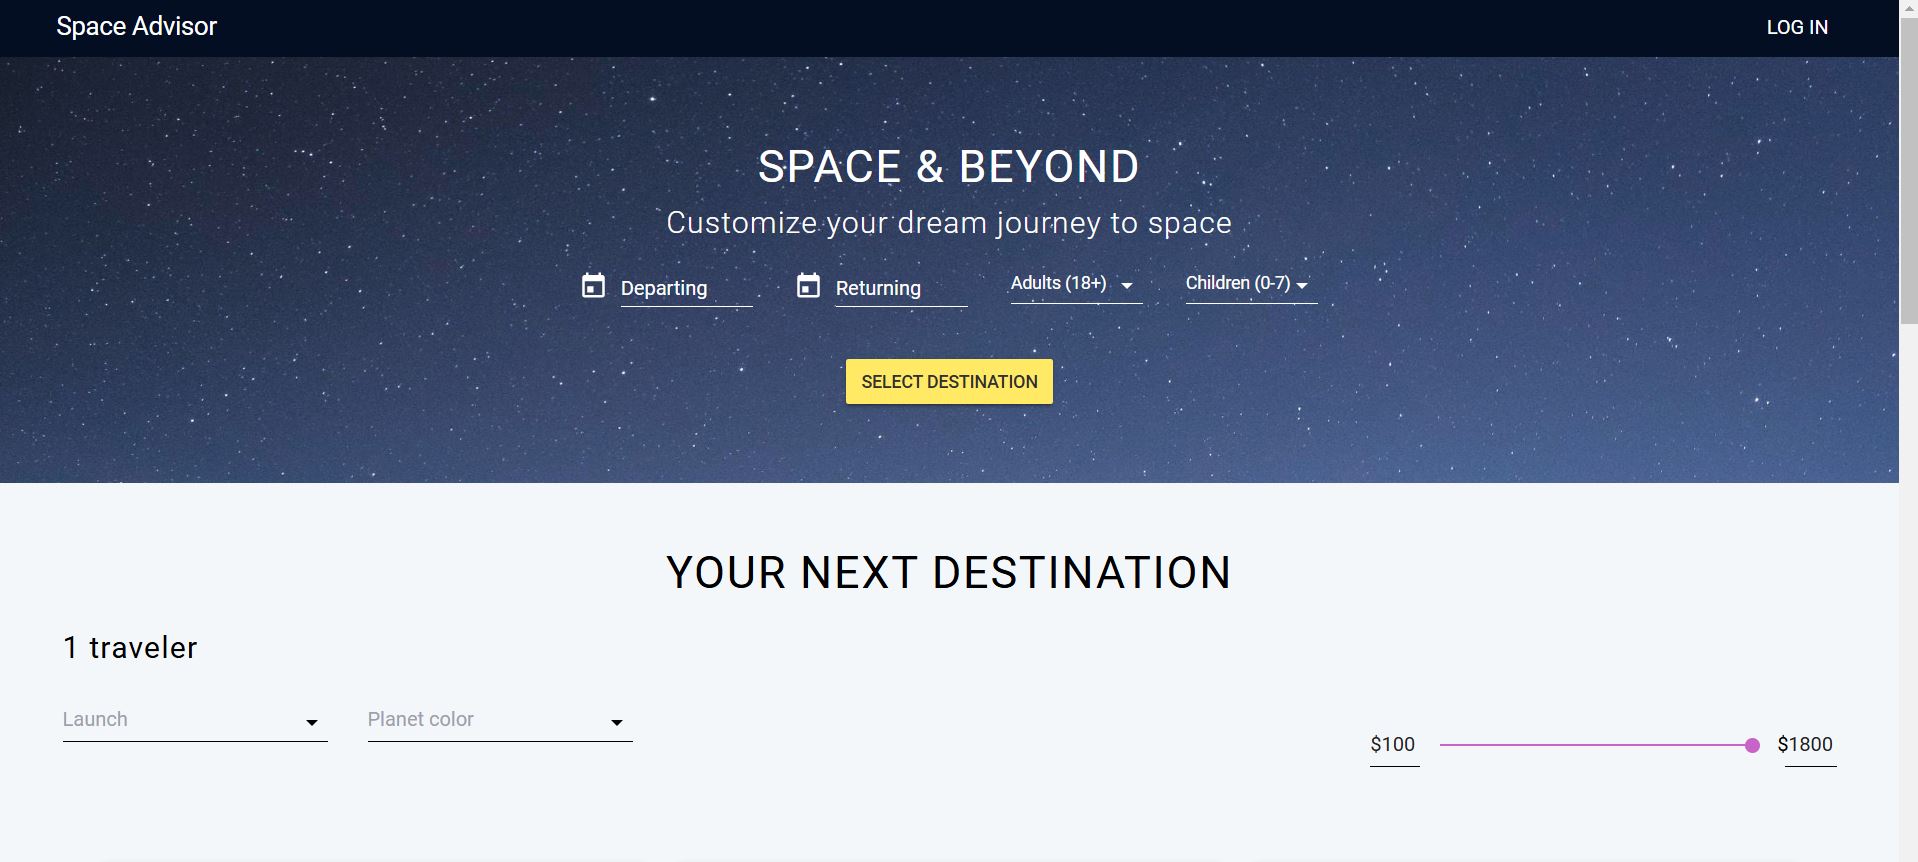 Space Advisor
LOG IN
SPACE & BEYOND
Customize your dream journey to space
Departing
Returning
Adults (18+)
Children (0-7)
SELECT DESTINATION
YOUR NEXT DESTINATION
1 traveler
Launch
Planet color
$100
$1800